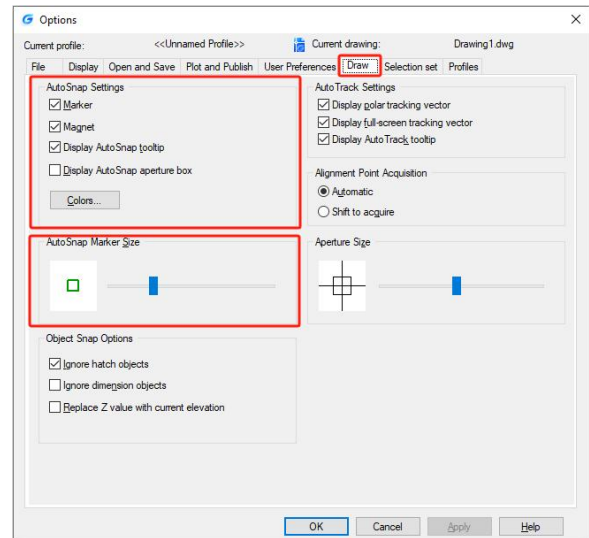 Options
Current profile: <<Unnamed Profile>> Current drawing: Drawing1.dwg
File Display Open and Save Plot and Publish User Preferences Draw Selection set Profiles
AutoSnap Settings
Marker
Magnet
Display AutoSnap tooltip
Display AutoSnap aperture box
Colors...
AutoTrack Settings
Display polar tracking vector
Display full-screen tracking vector
Display AutoTrack tooltip
Alignment Point Acquisition
Automatic
Shift to acquire
AutoSnap Marker Size
Aperture Size
Object Snap Options
Ignore hatch objects
Ignore dimension objects
Replace Z value with current elevation
OK Cancel Apply Help